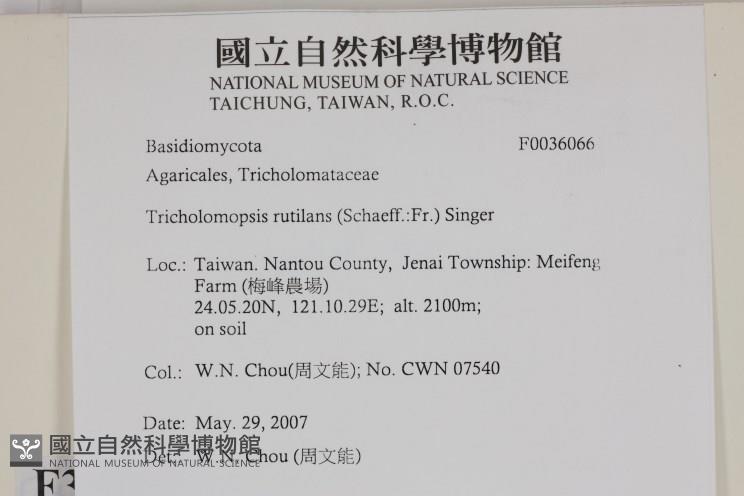 國立自然科學博物館
NATIONAL MUSEUM OF NATURAL SCIENCE
TAICHUNG, TAIWAN, R.O.C.
Basidiomycota F0036066
Agaricales, Tricholomataceae
Tricholomopsis rutilans (Schaeff.:Fr.) Singer
Loc.: Taiwan. Nantou County, Jenai Township: Meifeng
Farm (梅峰農場)
24.05.20N, 121.10.29E; alt. 2100m;
on soil
Col.: W.N. Chou(周文能); No. CWN 07540
Date: May. 29, 2007
Det.: W.N. Chou (周文能)
國立自然科學博物館
NATIONAL MUSEUM OF NATURAL SCIENCE